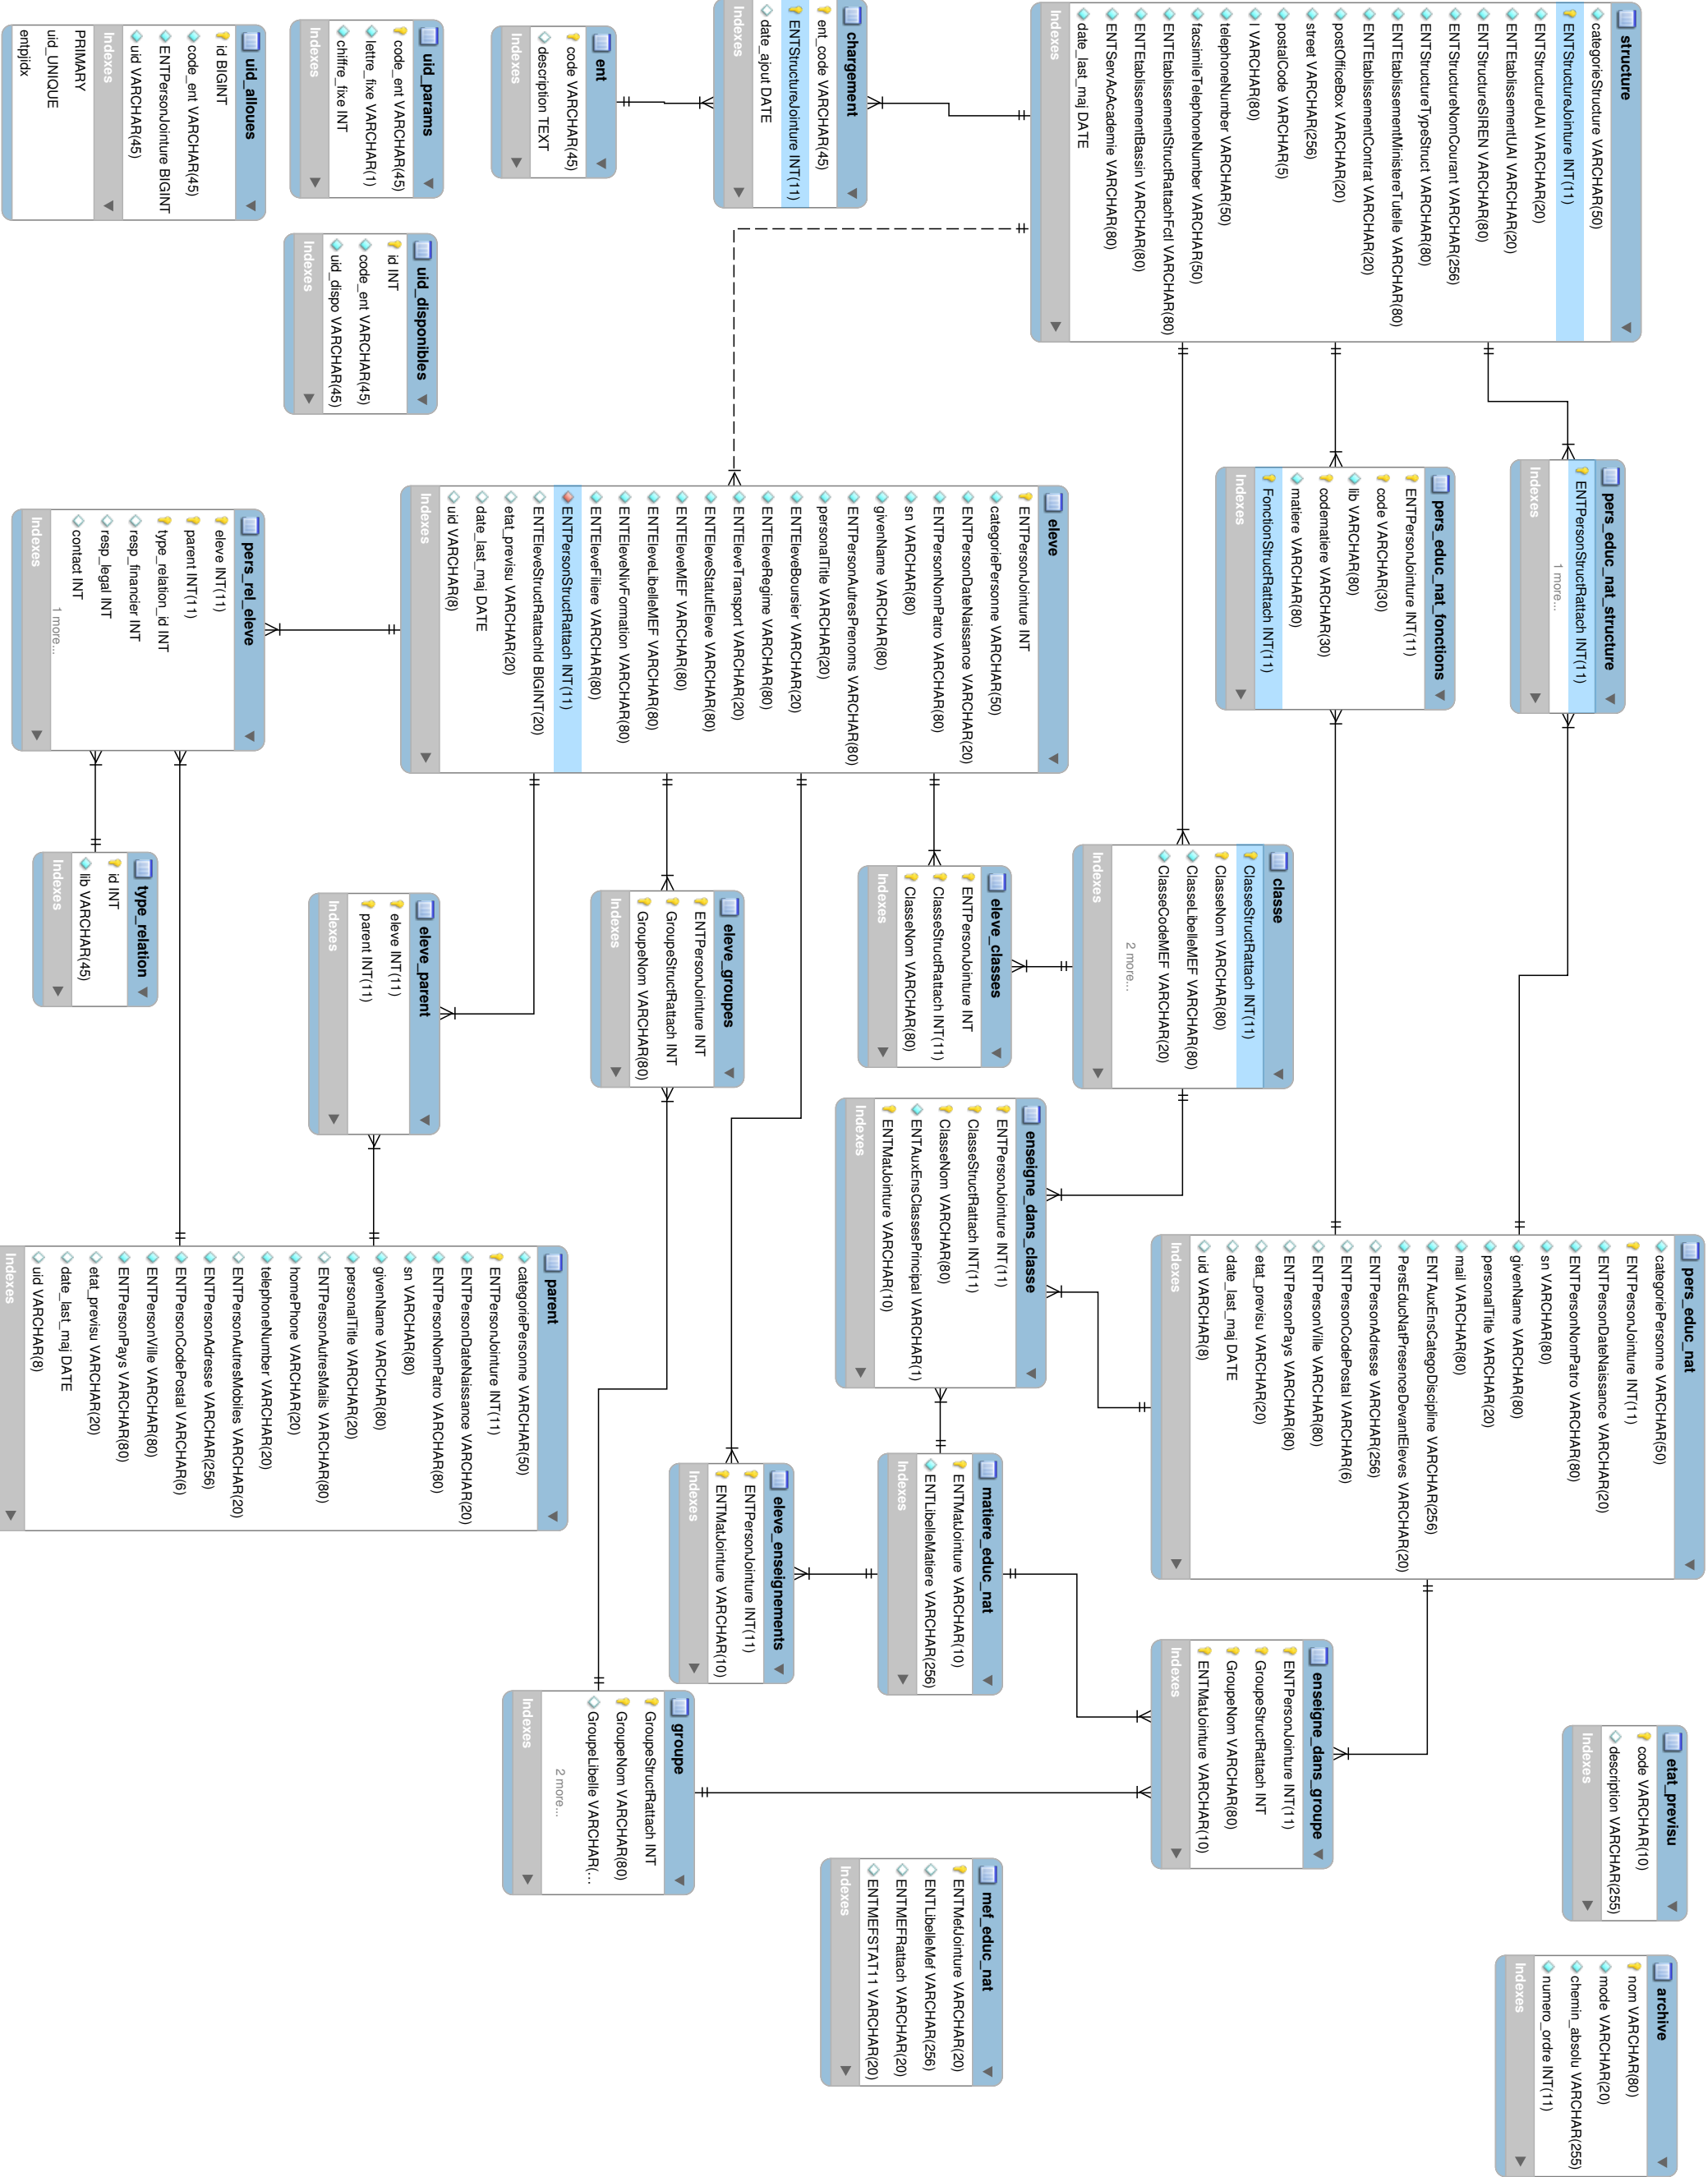 structure
categorieStructure VARCHAR(50)
ENTStructureJointure INT(11)
ENTStructureUAI VARCHAR(20)
ENTEtablissementUAI VARCHAR(20)
ENTStructureSIREN VARCHAR(80)
ENTStructureNomCourant VARCHAR(256)
ENTStructureTypeStruct VARCHAR(80)
ENTEtablissementMinistereTutelle VARCHAR(80)
ENTEtablissementContrat VARCHAR(20)
postOfficeBox VARCHAR(20)
street VARCHAR(256)
postalCode VARCHAR(5)
l VARCHAR(80)
telephoneNumber VARCHAR(50)
facsimileTelephoneNumber VARCHAR(50)
ENTEtablissementStructRattachFctl VARCHAR(80)
ENTEtablissementBassin VARCHAR(80)
ENTServAcAcademie VARCHAR(80)
date_last_maj DATE
Indexes
pers_educ_nat_structure
ENTPersonStructRattach INT(11)
1 more...
Indexes
pers_educ_nat
categoriePersonne VARCHAR(50)
ENTPersonJointure INT(11)
ENTPersonDateNaissance VARCHAR(20)
ENTPersonNomPatro VARCHAR(80)
sn VARCHAR(80)
givenName VARCHAR(80)
personalTitle VARCHAR(20)
mail VARCHAR(80)
ENTAuxEnsCategoDiscipline VARCHAR(256)
PersEducNatPresenceDevantEleves VARCHAR(20)
ENTPersonAdresse VARCHAR(256)
ENTPersonCodePostal VARCHAR(6)
ENTPersonVille VARCHAR(80)
ENTPersonPays VARCHAR(80)
etat_previsu VARCHAR(20)
date_last_maj DATE
uid VARCHAR(8)
Indexes
etat_previsu
code VARCHAR(10)
description VARCHAR(255)
Indexes
archive
nom VARCHAR(80)
mode VARCHAR(20)
chemin_absolu VARCHAR(255)
numero_ordre INT(11)
Indexes
pers_educ_nat_fonctions
ENTPersonJointure INT(11)
code VARCHAR(30)
lib VARCHAR(80)
codematiere VARCHAR(30)
matiere VARCHAR(80)
FonctionStructRattach INT(11)
Indexes
classe
ClasseStructRattach INT(11)
ClasseNom VARCHAR(80)
ClasseLibelleMEF VARCHAR(80)
ClasseCodeMEF VARCHAR(20)
2 more...
Indexes
enseigne_dans_groupe
ENTPersonJointure INT(11)
GroupeStructRattach INT
GroupeNom VARCHAR(80)
ENTMatJointure VARCHAR(10)
Indexes
chargement
ent_code VARCHAR(45)
ENTStructureJointure INT(11)
date_ajout DATE
Indexes
eleve
ENTPersonJointure INT
categoriePersonne VARCHAR(50)
ENTPersonDateNaissance VARCHAR(20)
ENTPersonNomPatro VARCHAR(80)
sn VARCHAR(80)
givenName VARCHAR(80)
ENTPersonAutresPrenoms VARCHAR(80)
personalTitle VARCHAR(20)
ENTEleveBoursier VARCHAR(20)
ENTEleveRegime VARCHAR(80)
ENTEleveTransport VARCHAR(20)
ENTEleveStatutEleve VARCHAR(80)
ENTEleveMEF VARCHAR(80)
ENTEleveLibelleMEF VARCHAR(80)
ENTEleveNivFormation VARCHAR(80)
ENTEleveFiliere VARCHAR(80)
ENTPersonStructRattach INT(11)
ENTEleveStructRattachId BIGINT(20)
etat_previsu VARCHAR(20)
date_last_maj DATE
uid VARCHAR(8)
Indexes
eleve_classes
ENTPersonJointure INT
ClasseStructRattach INT(11)
ClasseNom VARCHAR(80)
Indexes
enseigne_dans_classe
ENTPersonJointure INT(11)
ClasseStructRattach INT(11)
ClasseNom VARCHAR(80)
ENTAuxEnsClassesPrincipal VARCHAR(1)
ENTMatJointure VARCHAR(10)
Indexes
matiere_educ_nat
ENTMatJointure VARCHAR(10)
ENTLibelleMatiere VARCHAR(256)
Indexes
mef_educ_nat
ENTMefJointure VARCHAR(20)
ENTLibelleMef VARCHAR(256)
ENTMEFRattach VARCHAR(20)
ENTMEFSTAT11 VARCHAR(20)
Indexes
ent
code VARCHAR(45)
description TEXT
Indexes
eleve_groupes
ENTPersonJointure INT
GroupeStructRattach INT
GroupeNom VARCHAR(80)
Indexes
eleve_enseignements
ENTPersonJointure INT(11)
ENTMatJointure VARCHAR(10)
Indexes
groupe
GroupeStructRattach INT
GroupeNom VARCHAR(80)
GroupeLibelle VARCHAR(...
2 more...
Indexes
uid_params
code_ent VARCHAR(45)
lettre_fixe VARCHAR(1)
chiffre_fixe INT
Indexes
uid_disponibles
id INT
code_ent VARCHAR(45)
uid_dispo VARCHAR(45)
Indexes
eleve_parent
eleve INT(11)
parent INT(11)
Indexes
parent
categoriePersonne VARCHAR(50)
ENTPersonJointure INT(11)
ENTPersonDateNaissance VARCHAR(20)
ENTPersonNomPatro VARCHAR(80)
sn VARCHAR(80)
givenName VARCHAR(80)
personalTitle VARCHAR(20)
ENTPersonAutresMails VARCHAR(80)
homePhone VARCHAR(20)
telephoneNumber VARCHAR(20)
ENTPersonAutresMobiles VARCHAR(20)
ENTPersonAdresse VARCHAR(256)
ENTPersonCodePostal VARCHAR(6)
ENTPersonVille VARCHAR(80)
ENTPersonPays VARCHAR(80)
etat_previsu VARCHAR(20)
date_last_maj DATE
uid VARCHAR(8)
Indexes
uid_alloues
id BIGINT
code_ent VARCHAR(45)
ENTPersonJointure BIGINT
uid VARCHAR(45)
Indexes
PRIMARY
uid_UNIQUE
entpjidx
pers_rel_eleve
eleve INT(11)
parent INT(11)
type_relation_id INT
resp_financier INT
resp_legal INT
contact INT
1 more...
Indexes
type_relation
id INT
lib VARCHAR(45)
Indexes